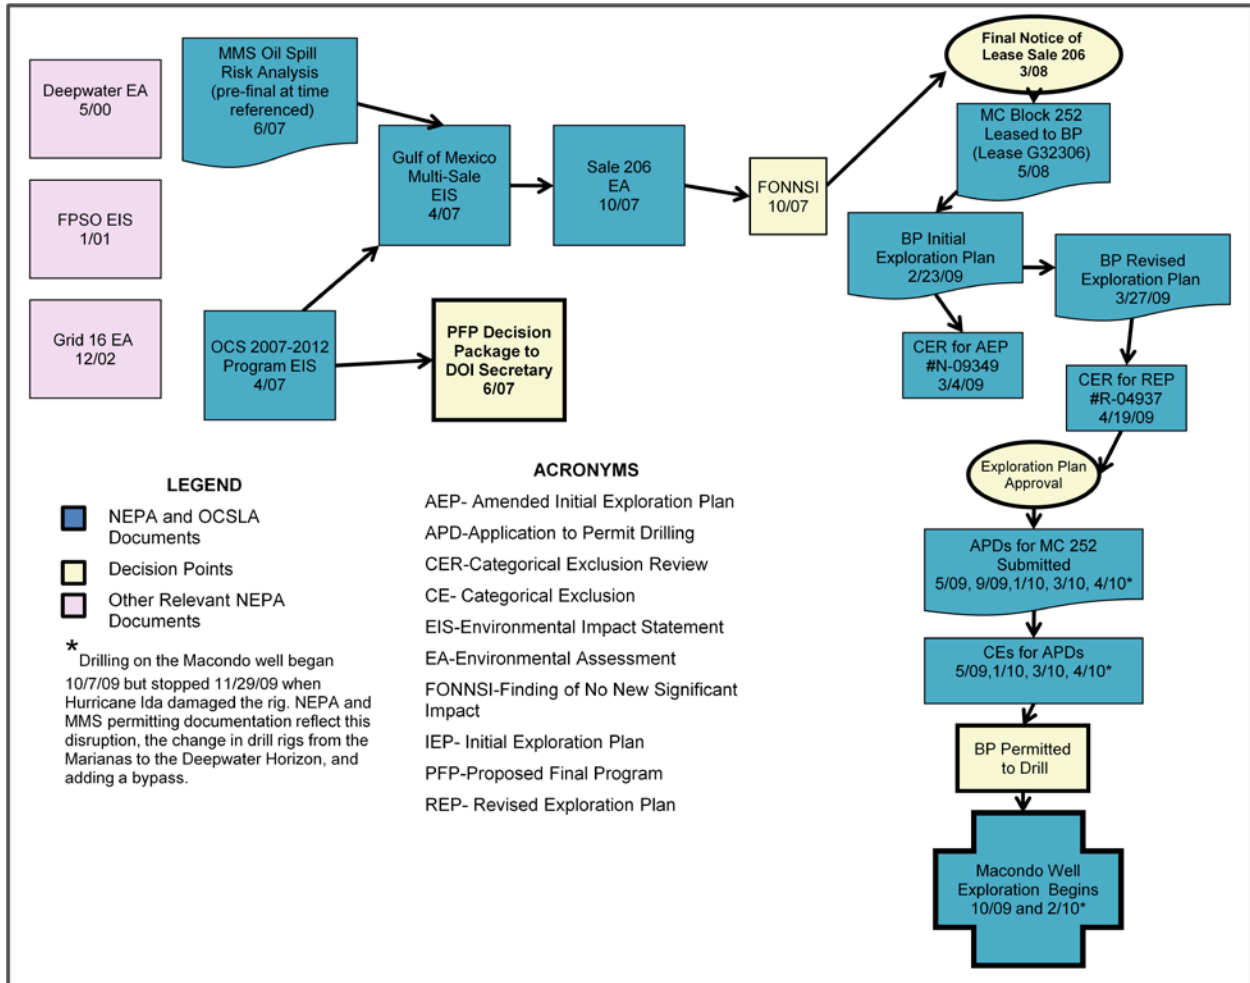 Deepwater EA
5/00
FPSO EIS
1/01
Grid 16 EA
12/02
MMS Oil Spill
Risk Analysis
(pre-final at time
referenced)
6/07
OCS 2007-2012
Program EIS
4/07
Gulf of Mexico
Multi-Sale
EIS
4/07
PFP Decision
Package to
DOI Secretary
6/07
Sale 206
EA
10/07
FONNSI
10/07
Final Notice of
Lease Sale 206
3/08
MC Block 252
Leased to BP
(Lease G32306)
5/08
BP Initial
Exploration Plan
2/23/09
BP Revised
Exploration Plan
3/27/09
CER for AEP
#N-09349
3/4/09
CER for REP
#R-04937
4/19/09
Exploration Plan
Approval
APDs for MC 252
Submitted
5/09, 9/09,1/10, 3/10, 4/10*
CEs for APDs
5/09,1/10, 3/10, 4/10*
BP Permitted
to Drill
Macondo Well
Exploration Begins
10/09 and 2/10*
LEGEND
NEPA and OCSLA
Documents
Decision Points
Other Relevant NEPA
Documents
*Drilling on the Macondo well began
10/7/09 but stopped 11/29/09 when
Hurricane Ida damaged the rig. NEPA and
MMS permitting documentation reflect this
disruption, the change in drill rigs from the
Marianas to the Deepwater Horizon, and
adding a bypass.
ACRONYMS
AEP- Amended Initial Exploration Plan
APD-Application to Permit Drilling
CER-Categorical Exclusion Review
CE- Categorical Exclusion
EIS-Environmental Impact Statement
EA-Environmental Assessment
FONNSI-Finding of No New Significant
Impact
IEP- Initial Exploration Plan
PFP-Proposed Final Program
REP- Revised Exploration Plan